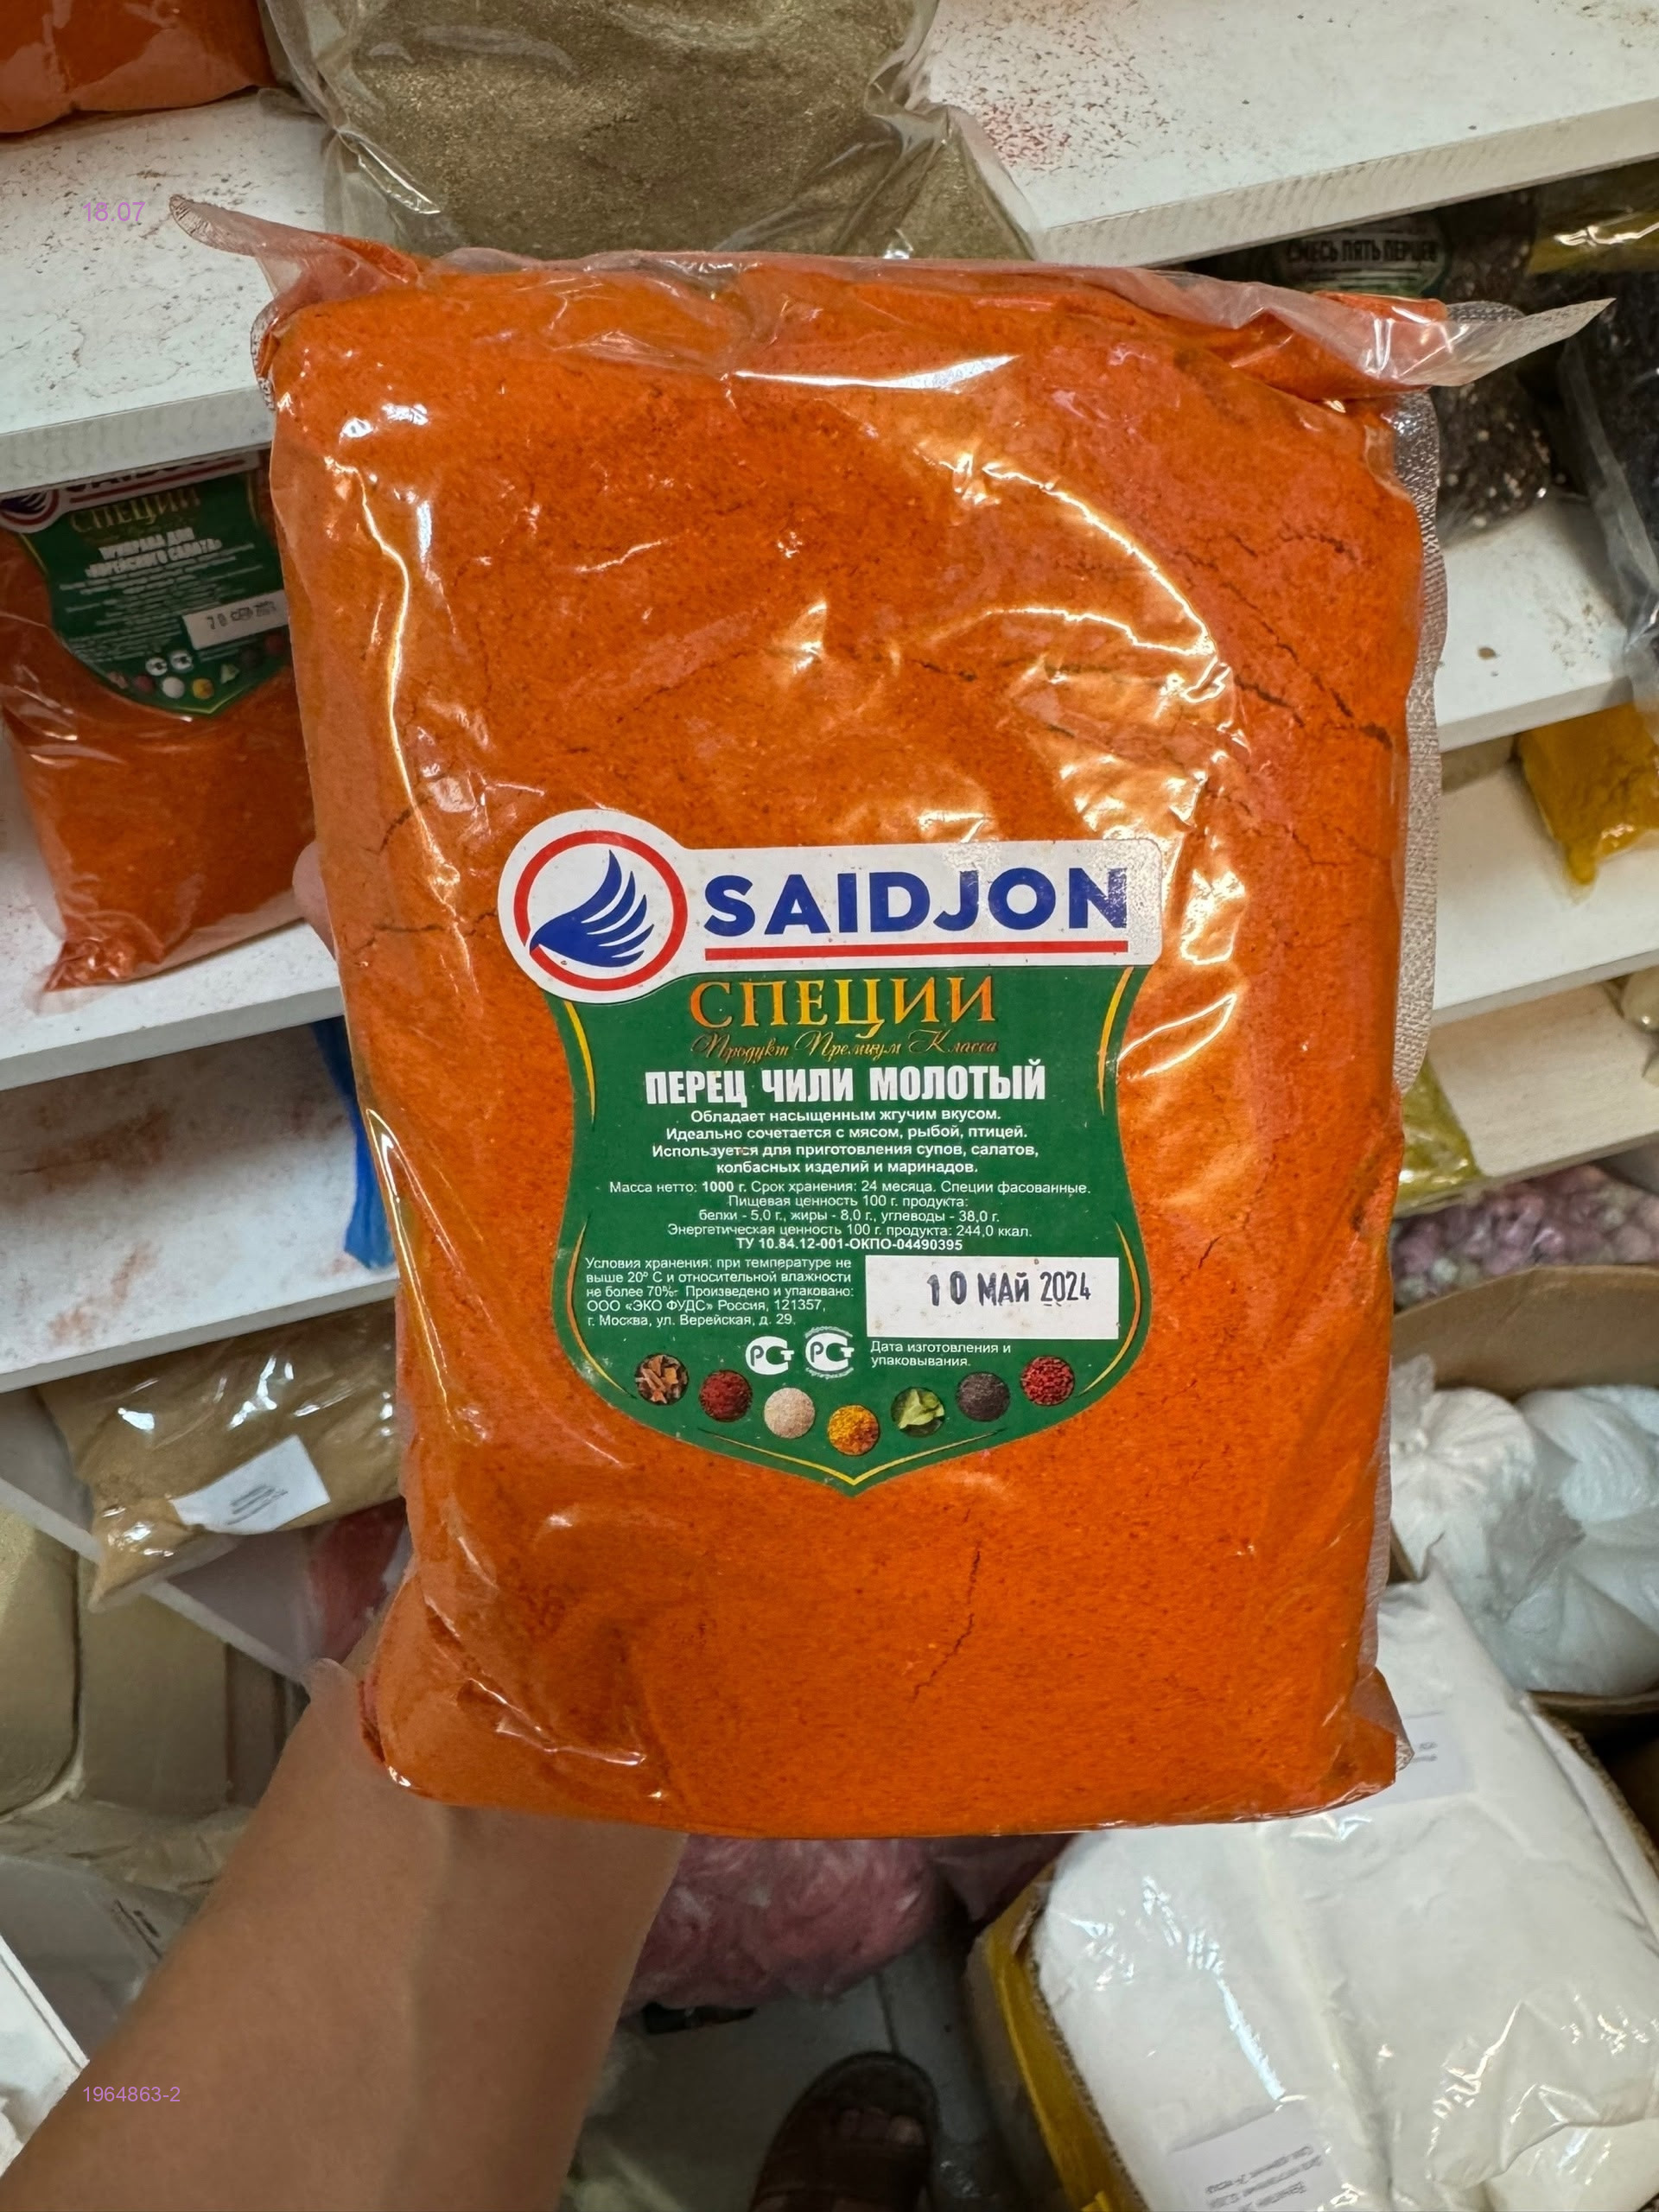 18.07
СМЕСЬ ПЯТЬ ПЕРЦЕВ
СПЕЦИИ
SAIDJON
СПЕЦИИ
Продукт Премиум Класса
ПЕРЕЦ ЧИЛИ МОЛОТЫЙ
Обладает насыщенным жгучим вкусом.
Идеально сочетается с мясом, рыбой, птицей.
Используется для приготовления супов, салатов,
колбасных изделий и маринадов.
Масса нетто: 1000 г. Срок хранения: 24 месяца. Специи фасованные.
Пищевая ценность 100 г. продукта:
белки - 5,0 г., жиры - 8,0 г., углеводы - 38,0 г.
Энергетическая ценность 100 г. продукта: 244,0 ккал.
ТУ 10.84.12-001-ОКПО-04490395
Условия хранения: при температуре не
выше 20° С и относительной влажности
не более 70%. Произведено и упаковано:
ООО «ЭКО ФУДС» Россия, 121357,
г. Москва, ул. Верейская, д. 29.
10 МАЙ 2024
Дата изготовления и
упаковывания.
1964863-2